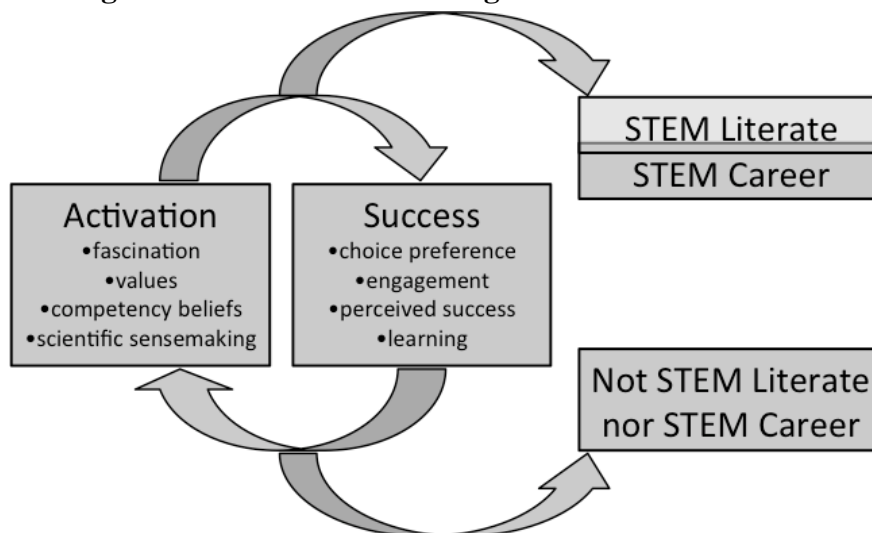 Activation
•fascination
•values
•competency beliefs
•scientific sensemaking
Success
•choice preference
•engagement
•perceived success
•learning
STEM Literate
STEM Career
Not STEM Literate
nor STEM Career